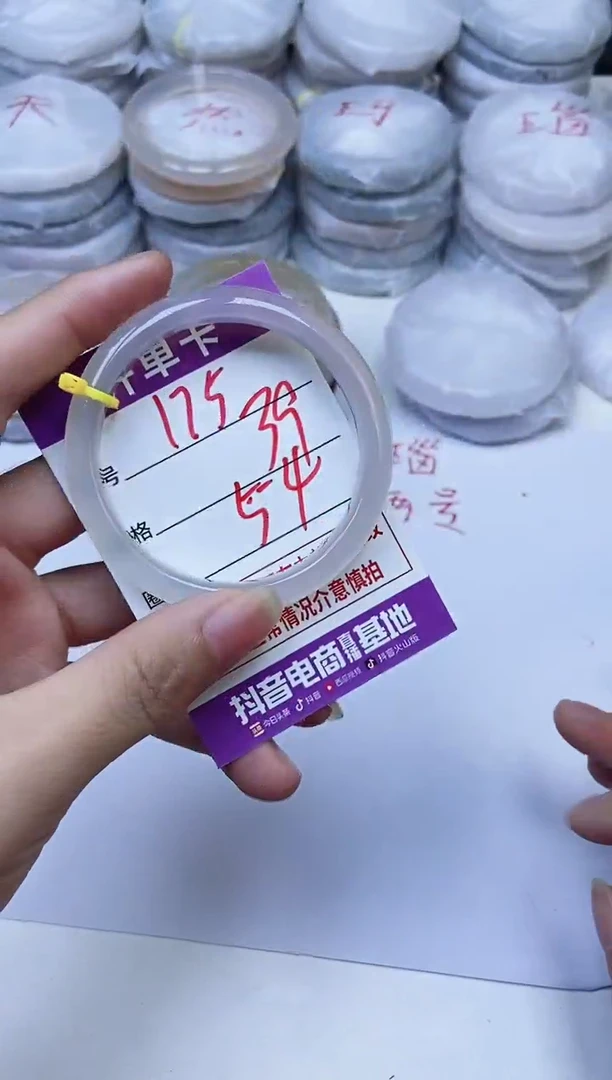 天 然 玛 瑙
单卡
175 39
号
54
格
圈
瑙
号
情况介意慎拍
抖音电商直播基地
今日头条 抖音 西瓜视频 抖音火山版